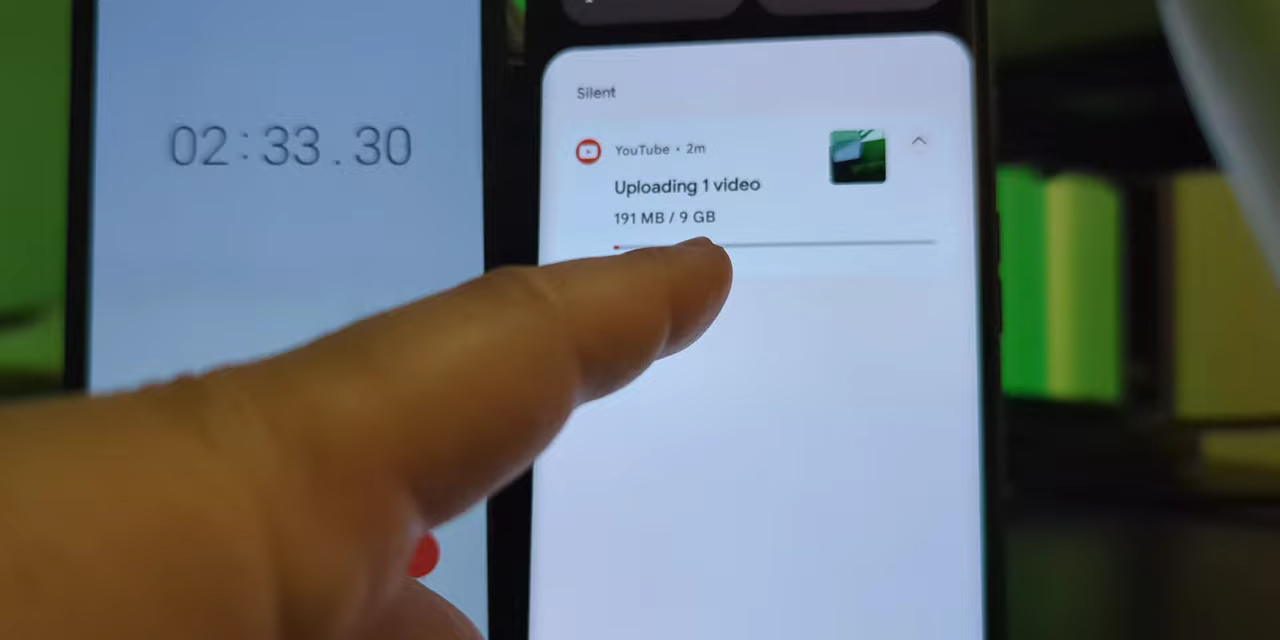 02:33.30
Silent
YouTube • 2m
Uploading 1 video
191 MB / 9 GB